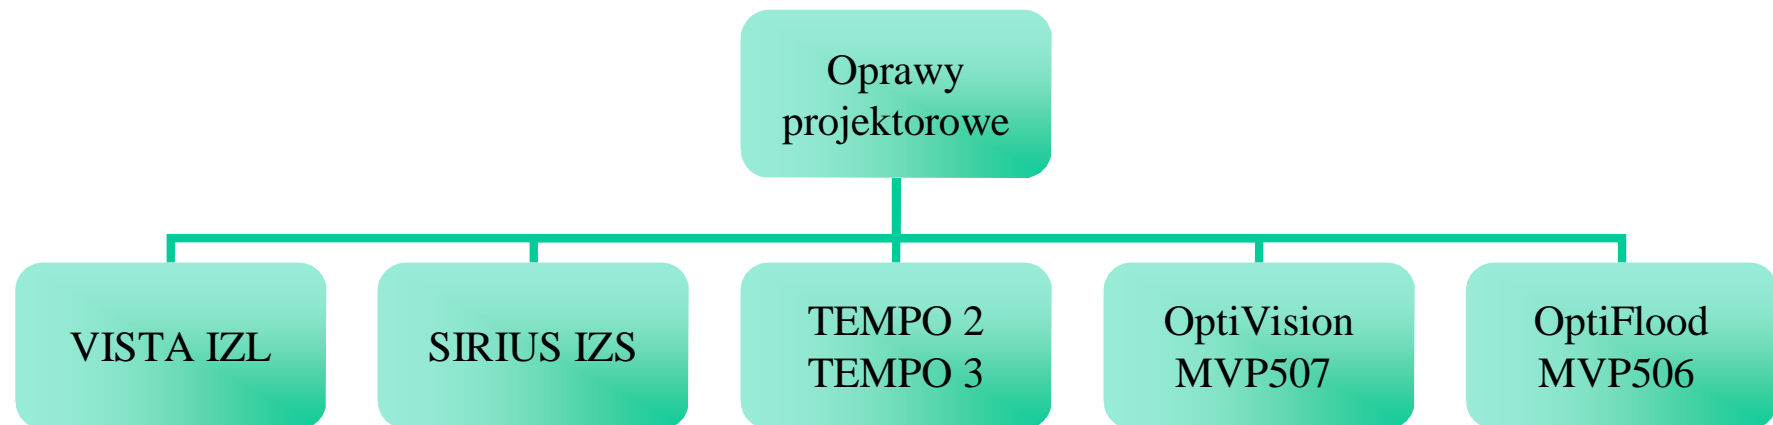 Oprawy
projektorowe
VISTA IZL
SIRIUS IZS
TEMPO 2
TEMPO 3
OptiVision
MVP507
OptiFlood
MVP506